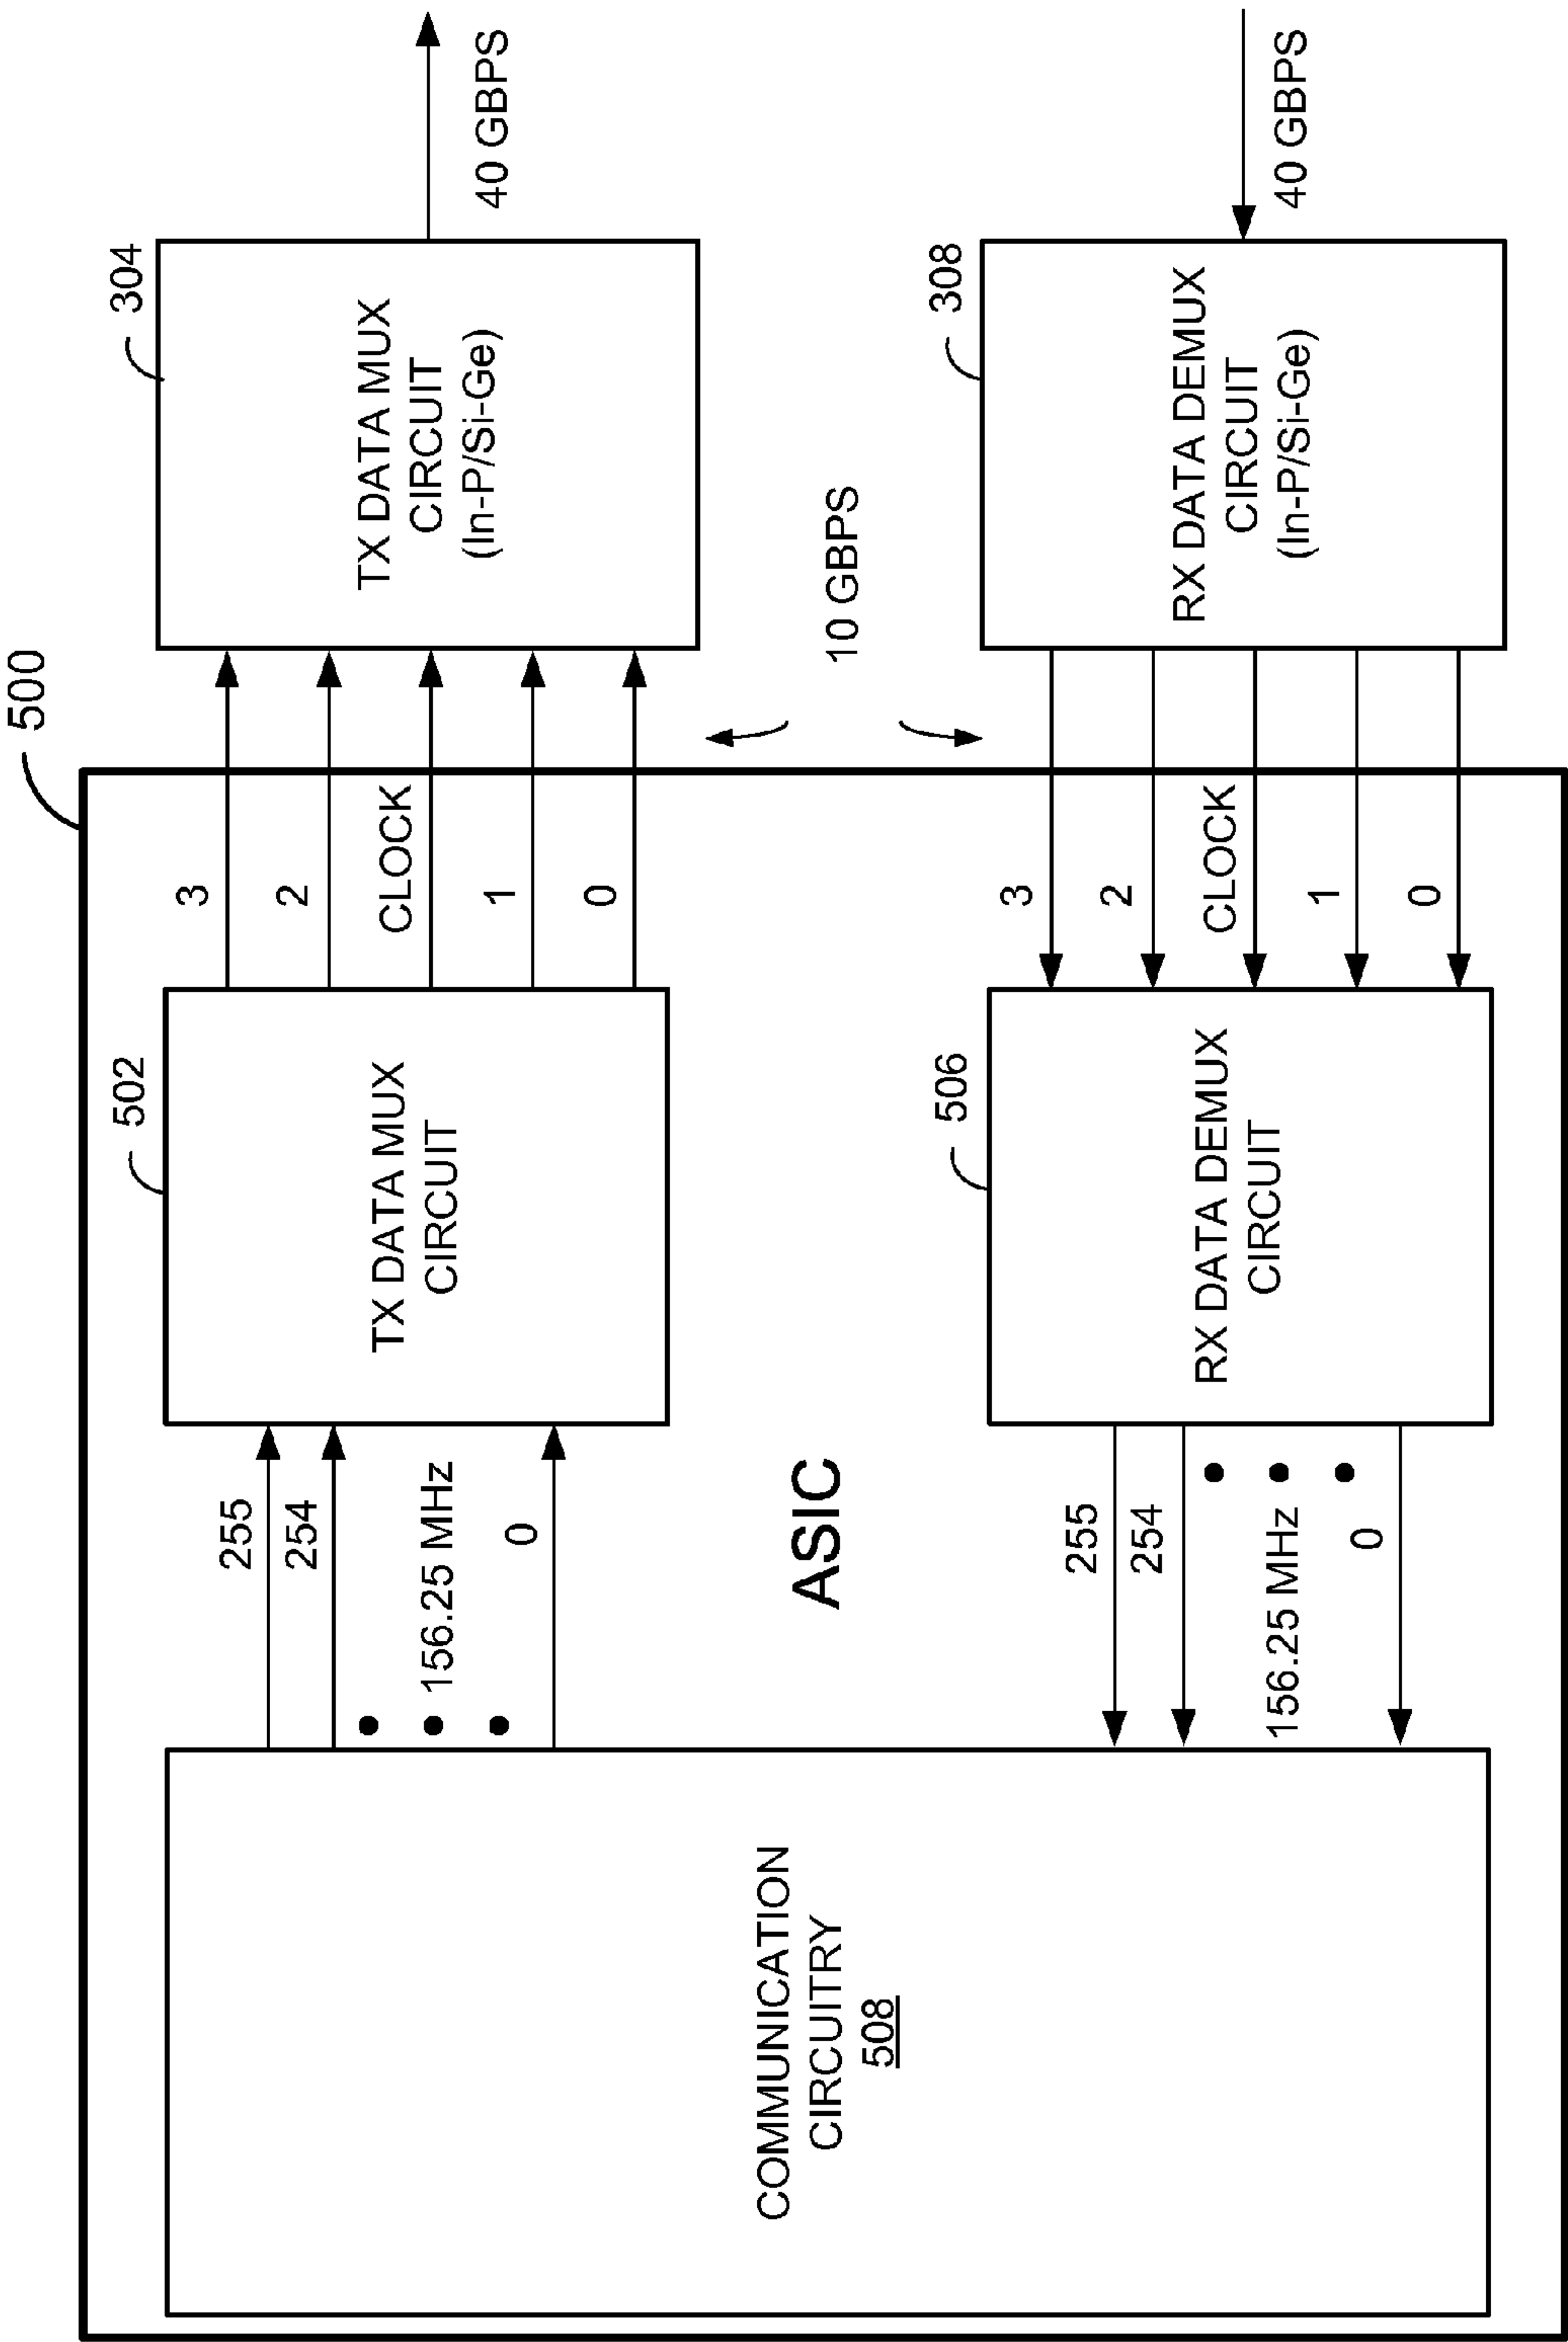 500
304
TX DATA MUX
CIRCUIT
(In-P/Si-Ge)
40 GBPS
502
TX DATA MUX
CIRCUIT
3
2
CLOCK
1
0
255
254
156.25 MHz
0
10 GBPS
ASIC
COMMUNICATION
CIRCUITRY
508
506
RX DATA DEMUX
CIRCUIT
3
2
CLOCK
1
0
255
254
156.25 MHz
0
308
RX DATA DEMUX
CIRCUIT
(In-P/Si-Ge)
40 GBPS